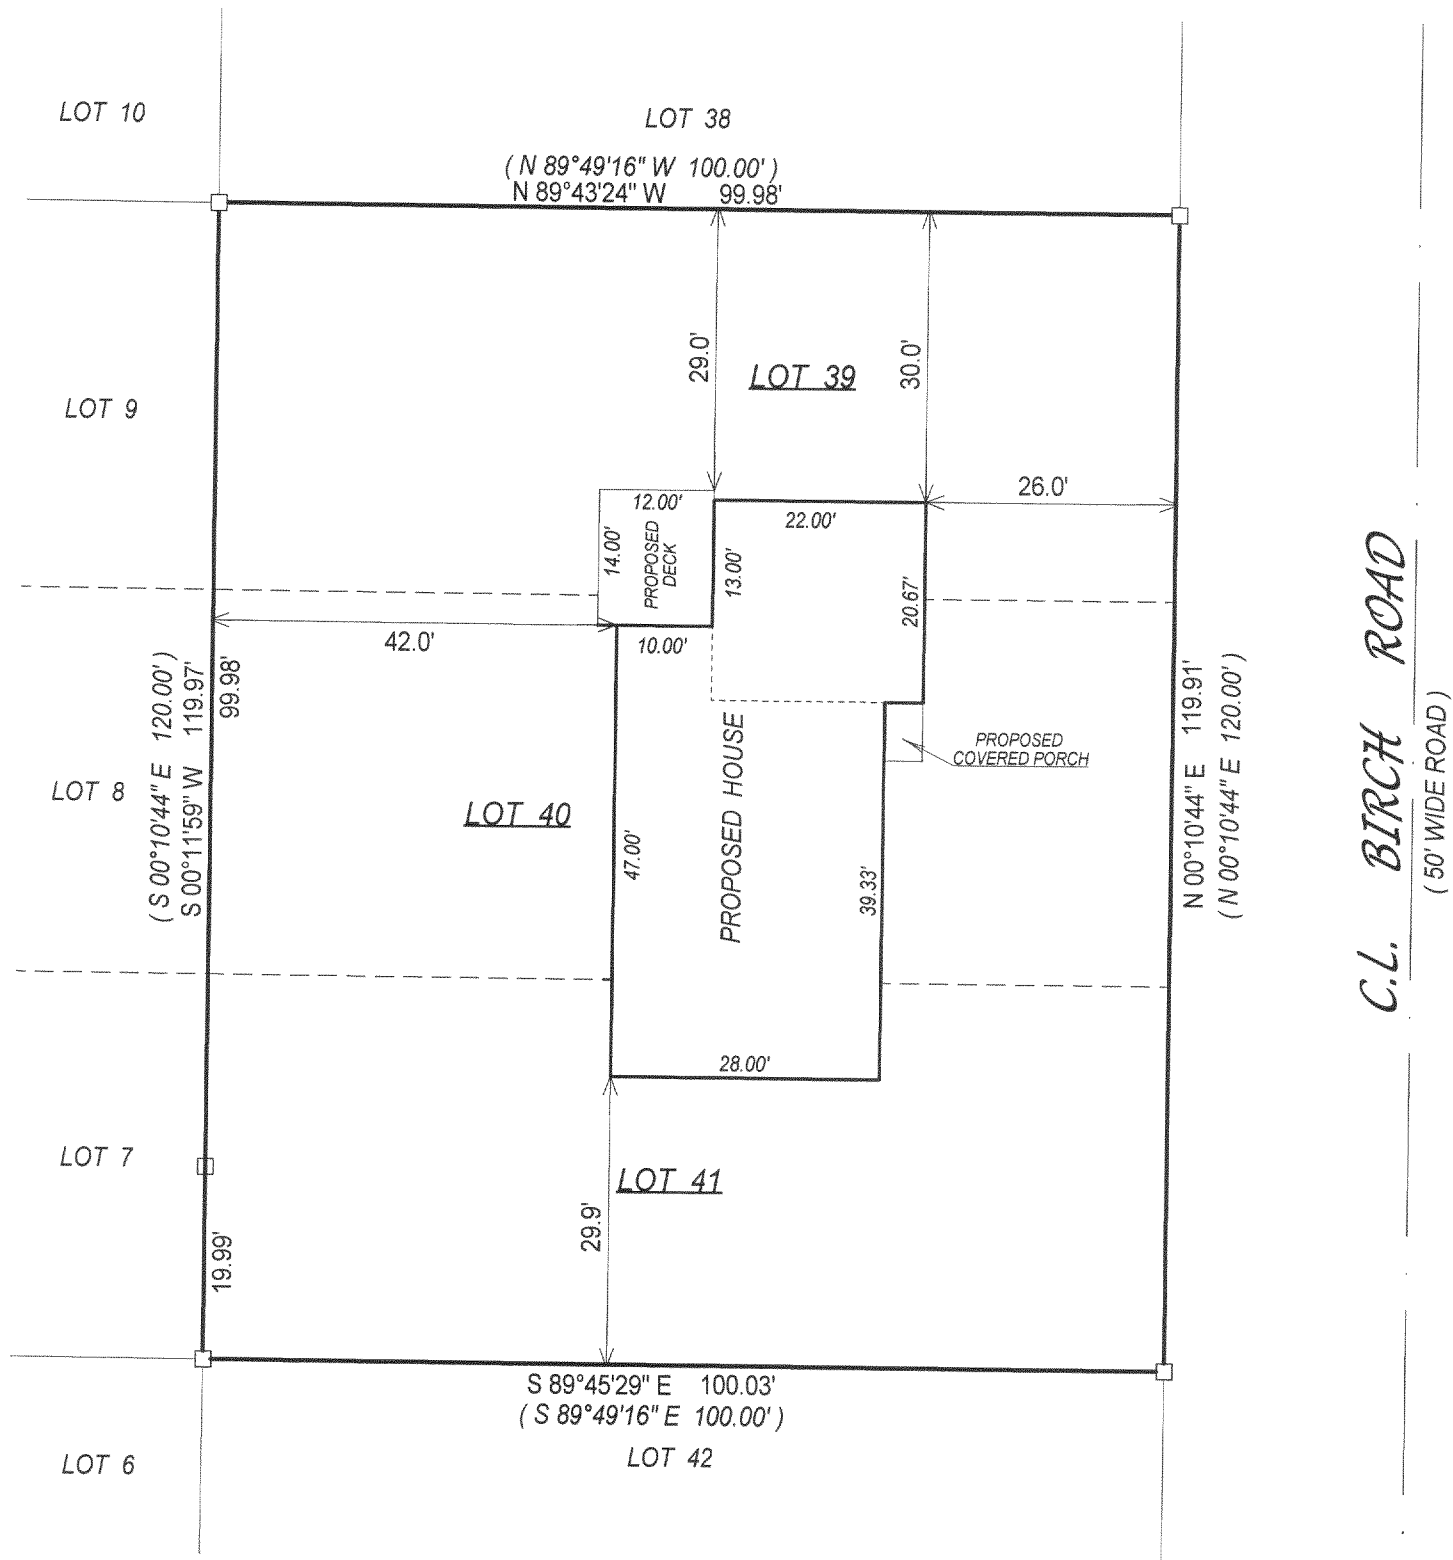 LOT 10
LOT 38
( N 89°49'16" W 100.00' )
N 89°43'24" W 99.98'
29.0'
LOT 39
30.0'
LOT 9
26.0'
12.00'
22.00'
14.00'
PROPOSED
DECK
13.00'
20.67'
42.0'
10.00'
( S 00°10'44" E 120.00' )
S 00°11'59" W 119.97'
99.98'
LOT 8
LOT 40
47.00'
PROPOSED HOUSE
39.33'
PROPOSED
COVERED PORCH
N 00°10'44" E 119.91'
( N 00°10'44" E 120.00' )
C.L. BIRCH ROAD
( 50' WIDE ROAD )
28.00'
LOT 7
LOT 41
29.9'
19.99'
S 89°45'29" E 100.03'
( S 89°49'16" E 100.00' )
LOT 6
LOT 42